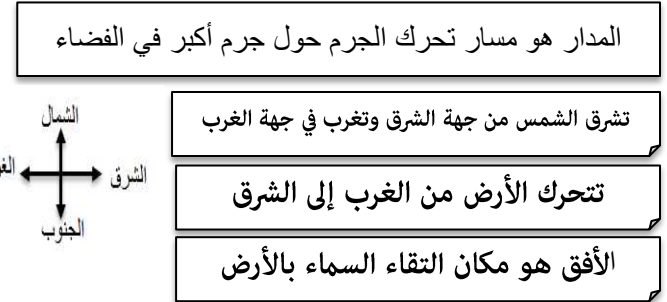 المدار هو مسار تحرك الجرم حول جرم أكبر في الفضاء
تشرق الشمس من جهة الشرق وتغرب في جهة الغرب
تتحرك الأرض من الغرب إلى الشرق
الأفق هو مكان التقاء السماء بالأرض
الشمال
الشرق
الجنوب